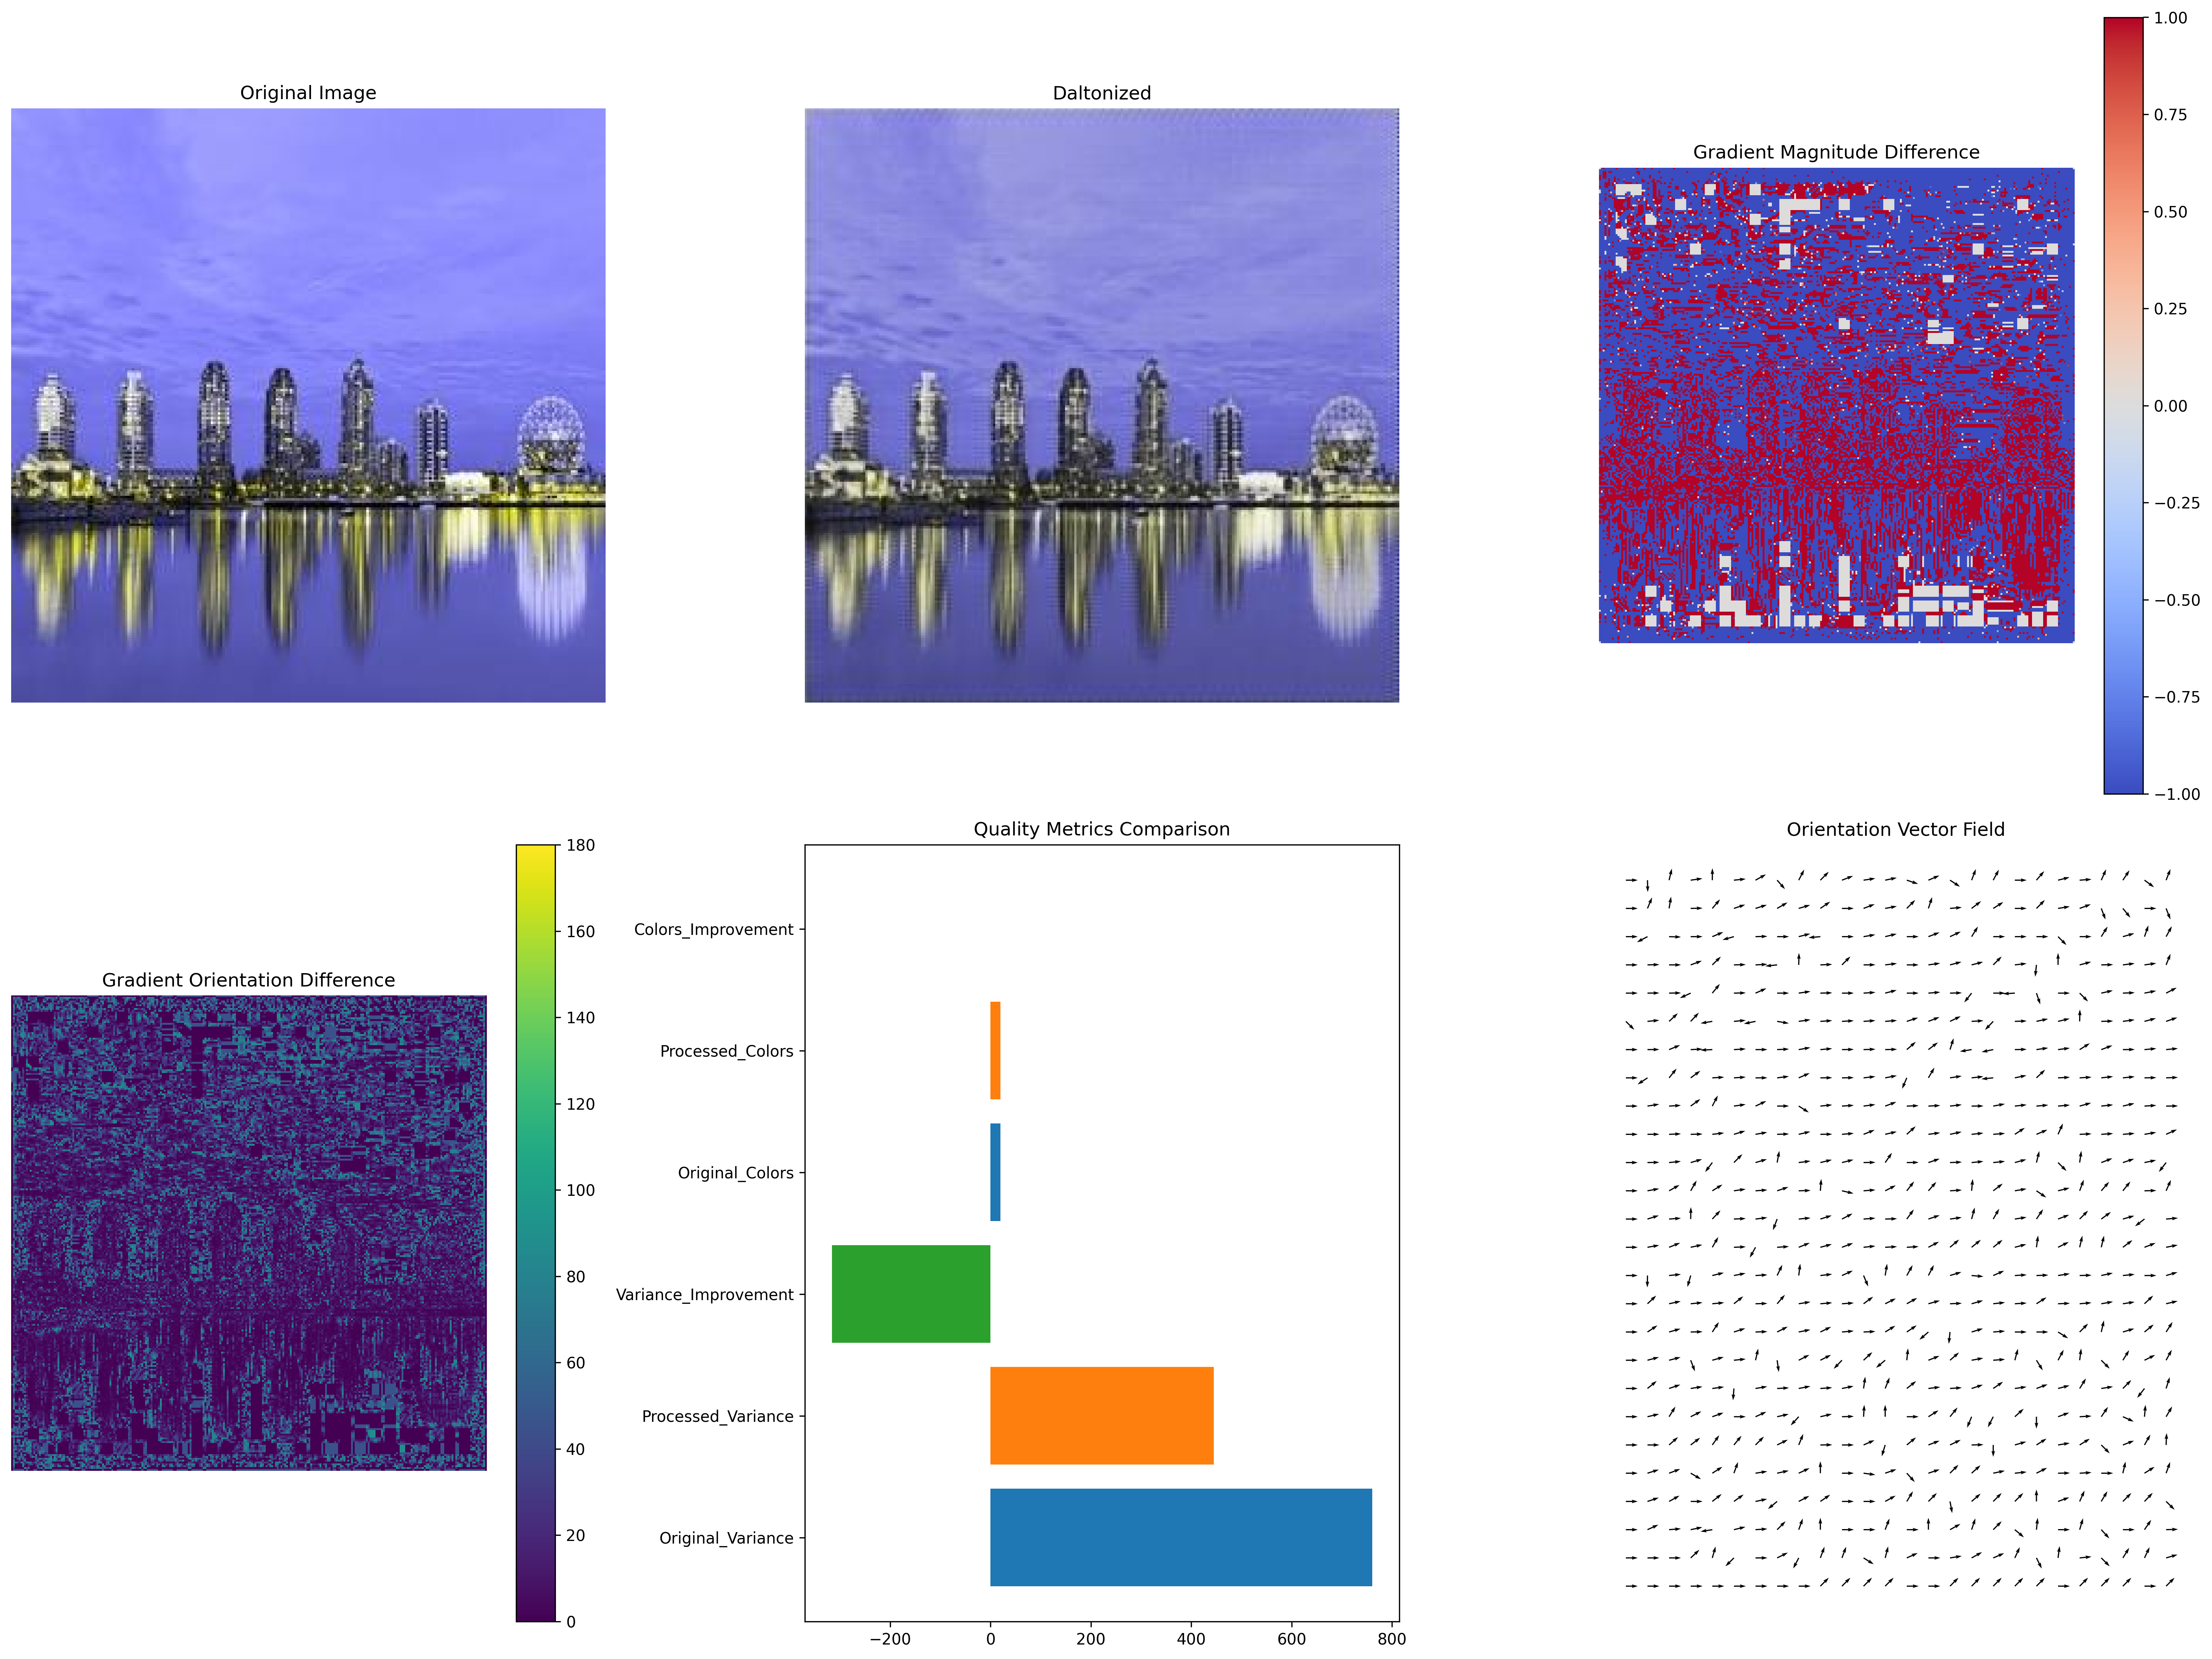 Original Image
Daltonized
Gradient Magnitude Difference
1.00
0.75
0.50
0.25
0.00
−0.25
−0.50
−0.75
−1.00
Gradient Orientation Difference
180
160
140
120
100
80
60
40
20
0
Quality Metrics Comparison
Colors_Improvement
Processed_Colors
Original_Colors
Variance_Improvement
Processed_Variance
Original_Variance
−200 0 200 400 600 800
Orientation Vector Field